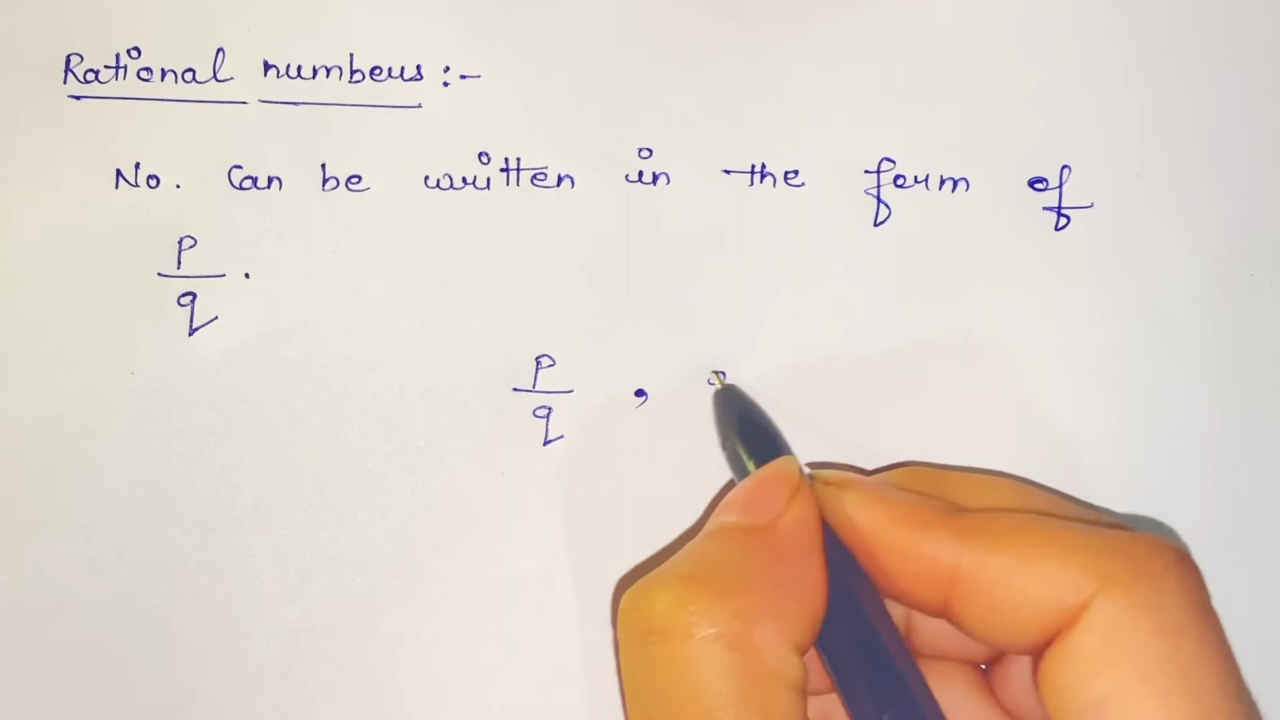 Rational numbers :-
No. Can be written in the form of
p/q .
p/q ,